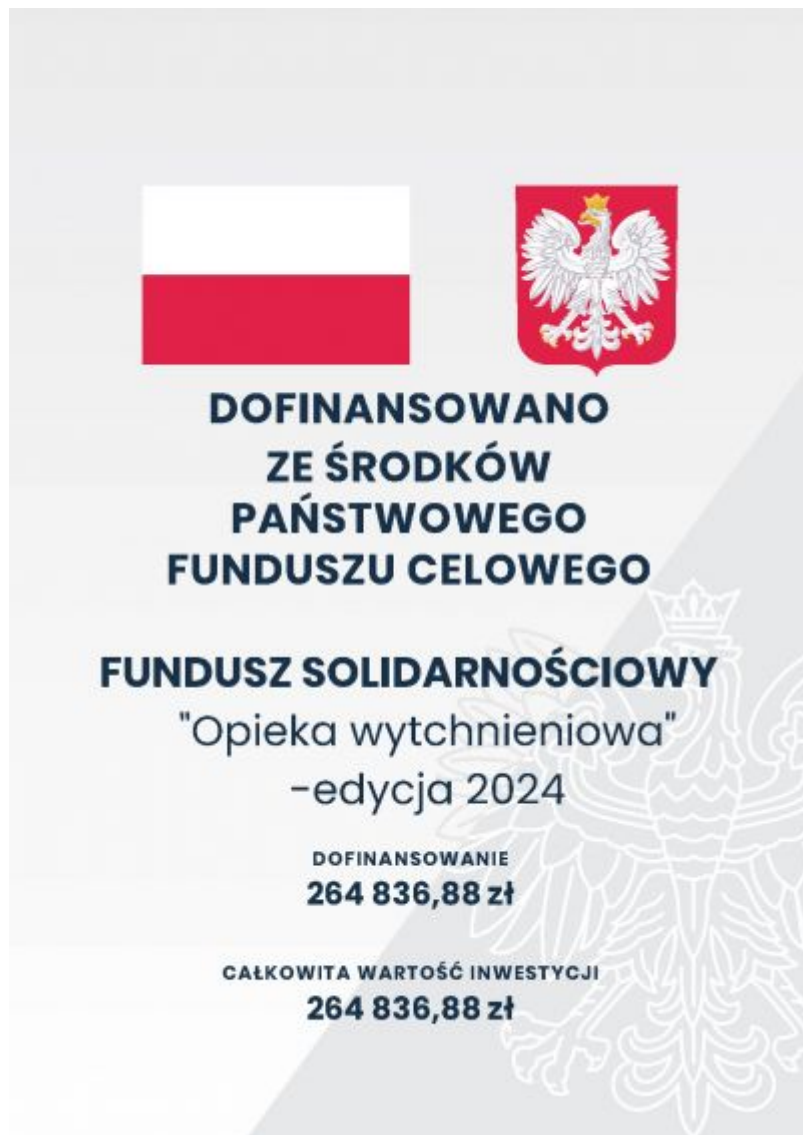 DOFINANSOWANO
ZE ŚRODKÓW
PAŃSTWOWEGO
FUNDUSZU CELOWEGO
FUNDUSZ SOLIDARNOŚCIOWY
"Opieka wytchnieniowa"
-edycja 2024
DOFINANSOWANIE
264 836,88 zł
CAŁKOWITA WARTOŚĆ INWESTYCJI
264 836,88 zł